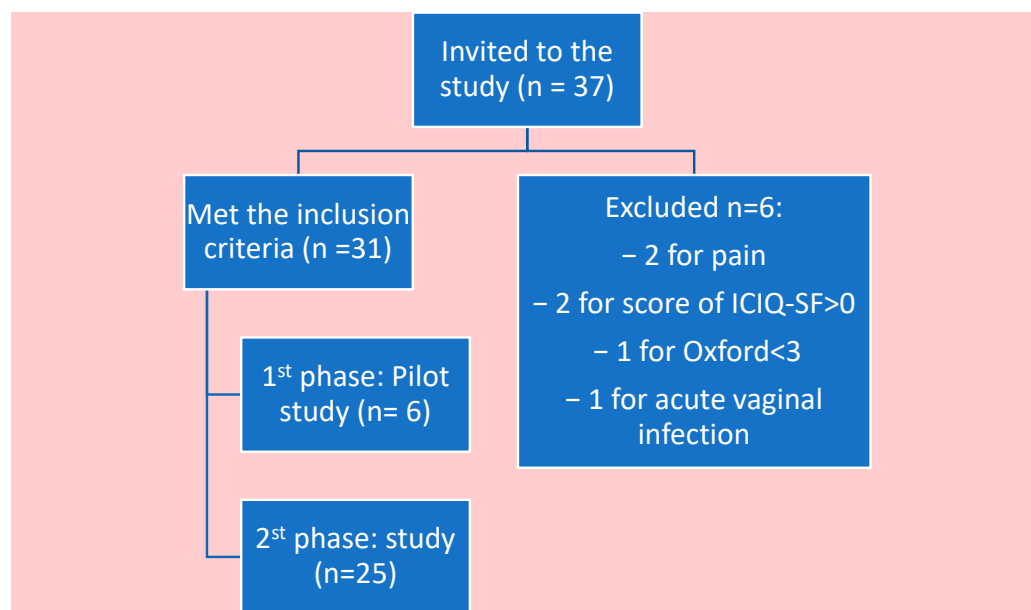 Invited to the
study (n = 37)
Met the inclusion
criteria (n =31)
Excluded n=6:
− 2 for pain
− 2 for score of ICIQ-SF>0
− 1 for Oxford<3
− 1 for acute vaginal
infection
1st phase: Pilot
study (n= 6)
2st phase: study
(n=25)